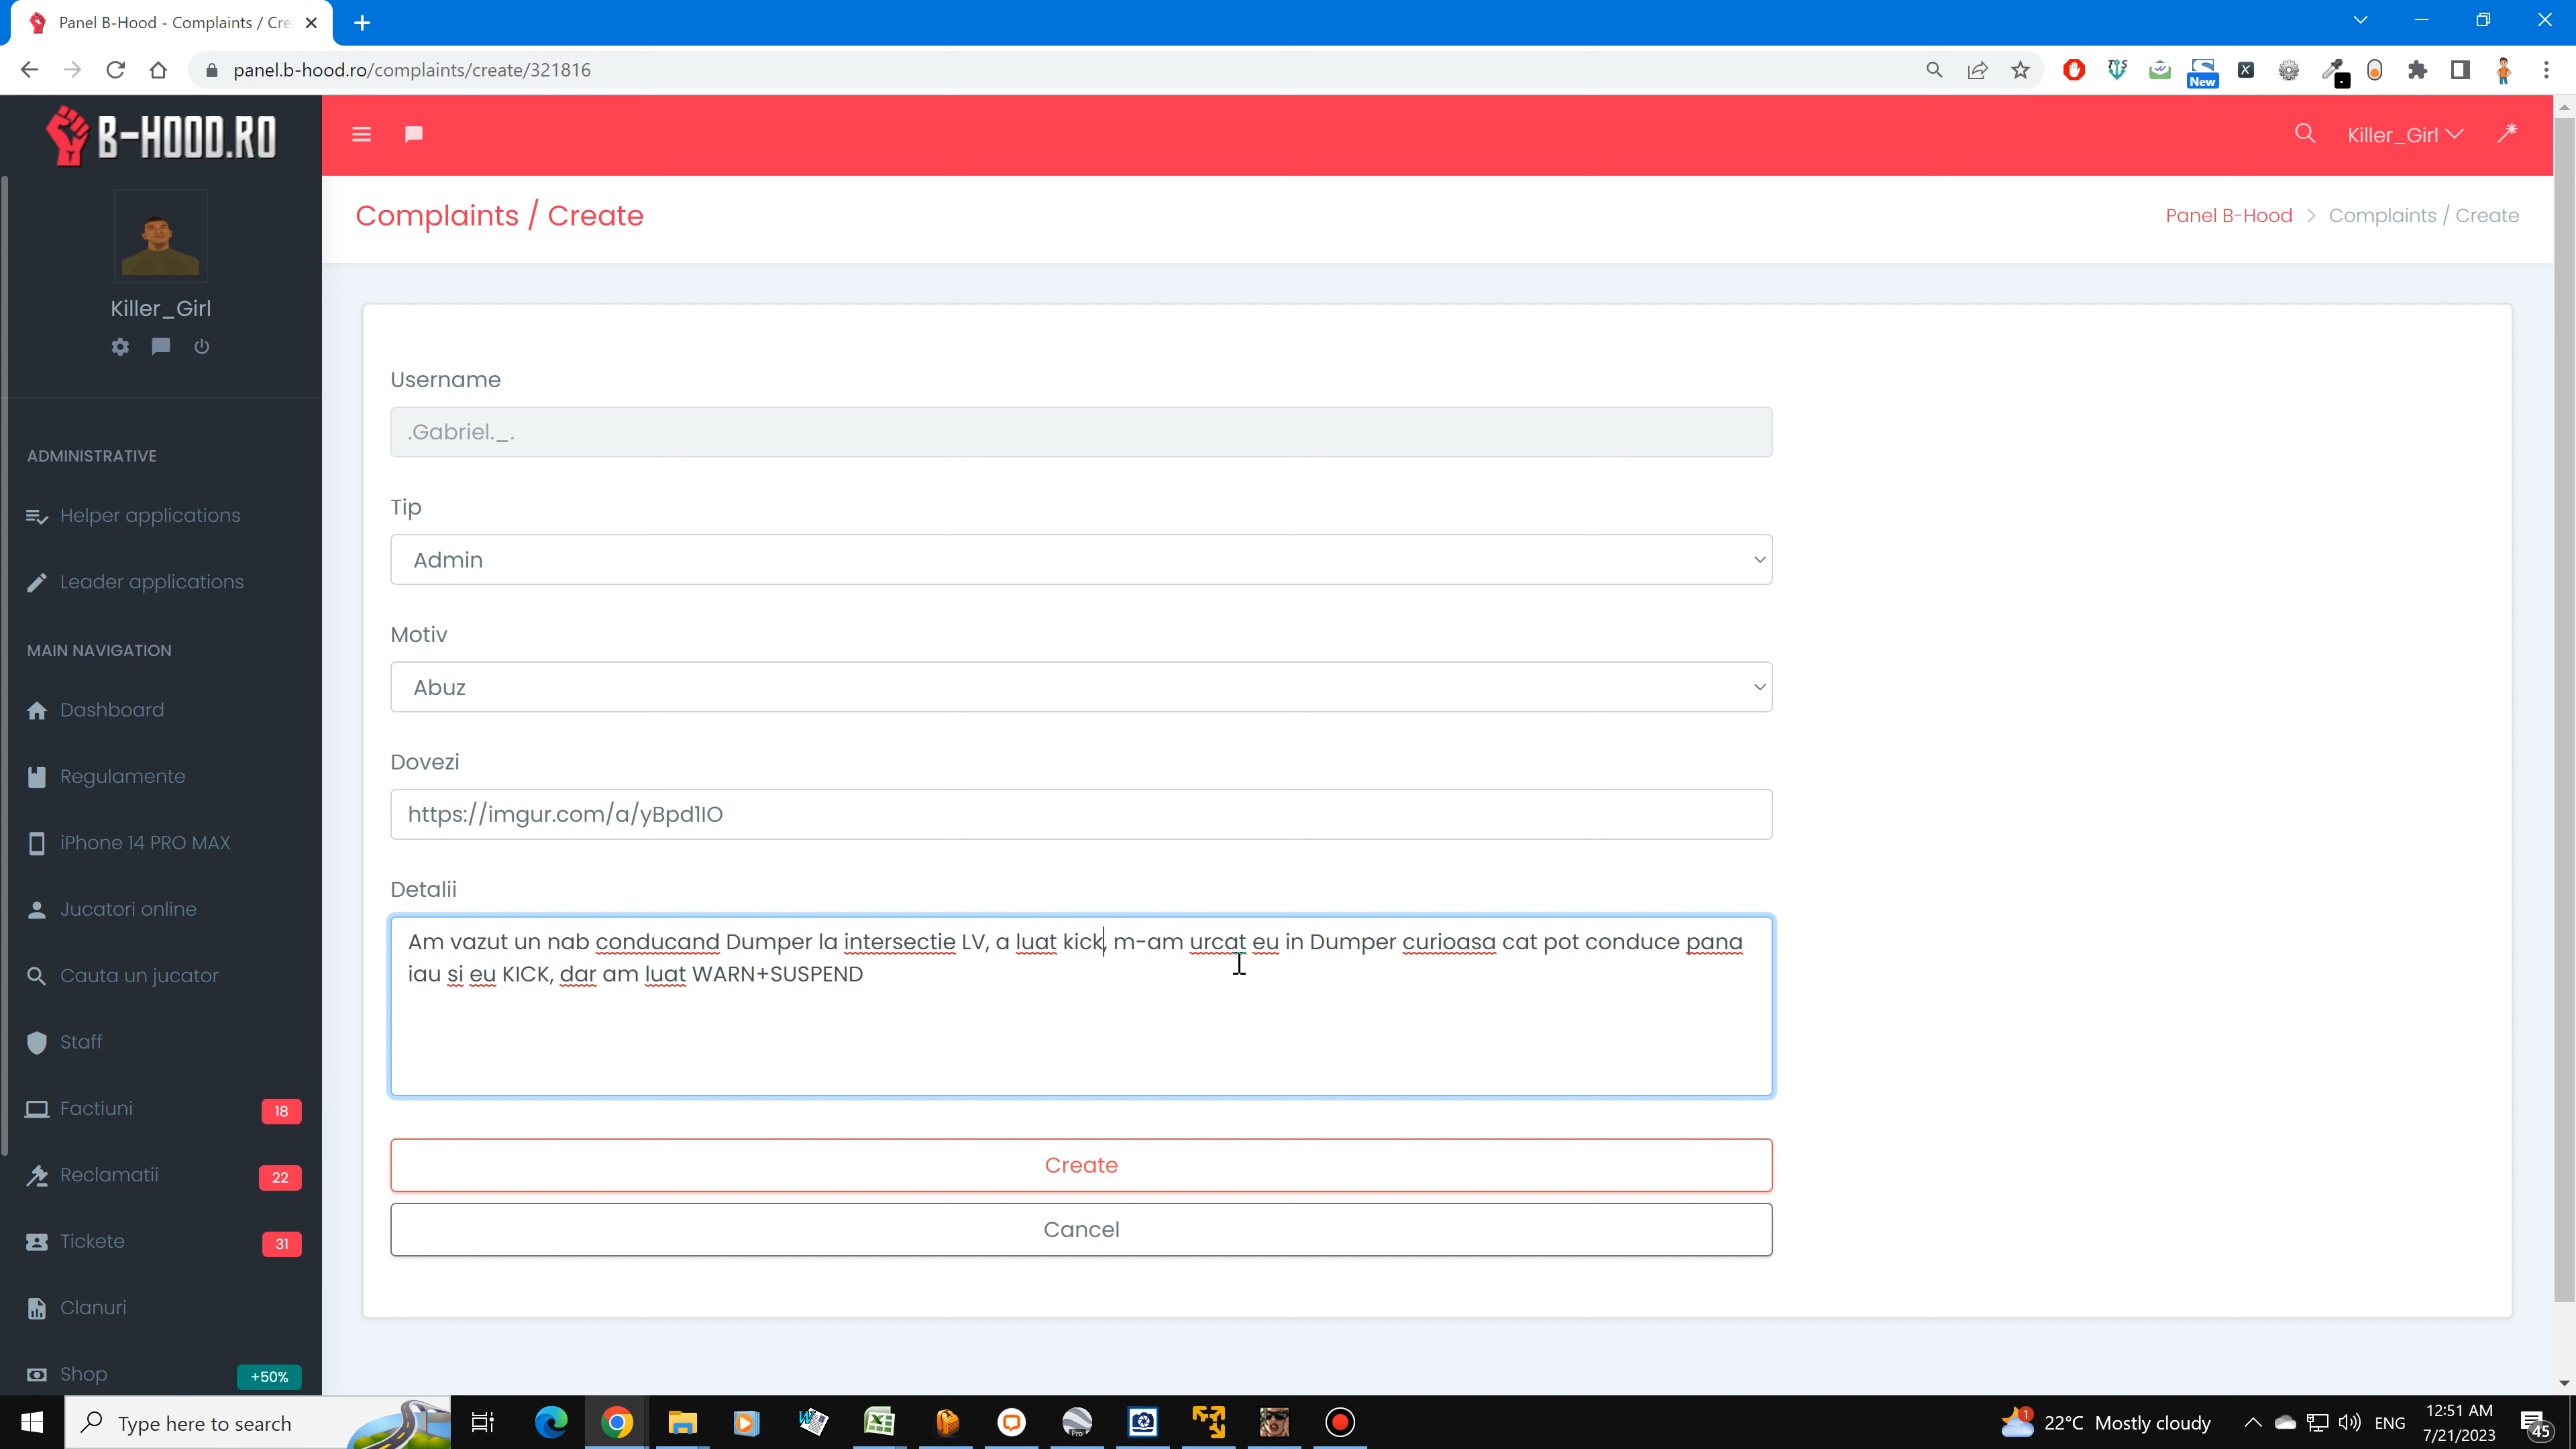 Panel B-Hood - Complaints / Cre
panel.b-hood.ro/complaints/create/321816
New
B-HOOD.RO
Killer_Girl
Complaints / Create
Panel B-Hood > Complaints / Create
Killer_Girl
ADMINISTRATIVE
Helper applications
Leader applications
MAIN NAVIGATION
Dashboard
Regulamente
iPhone 14 PRO MAX
Jucatori online
Cauta un jucator
Staff
Factiuni 18
Reclamatii 22
Tickete 31
Clanuri
Shop +50%
Username
.Gabriel._.
Tip
Admin
Motiv
Abuz
Dovezi
https://imgur.com/a/yBpd1IO
Detalii
Am vazut un nab conducand Dumper la intersectie LV, a luat kick, m-am urcat eu in Dumper curioasa cat pot conduce pana
iau si eu KICK, dar am luat WARN+SUSPEND
Create
Cancel
Type here to search
Pro
1
22°C Mostly cloudy
ENG
12:51 AM
7/21/2023
45